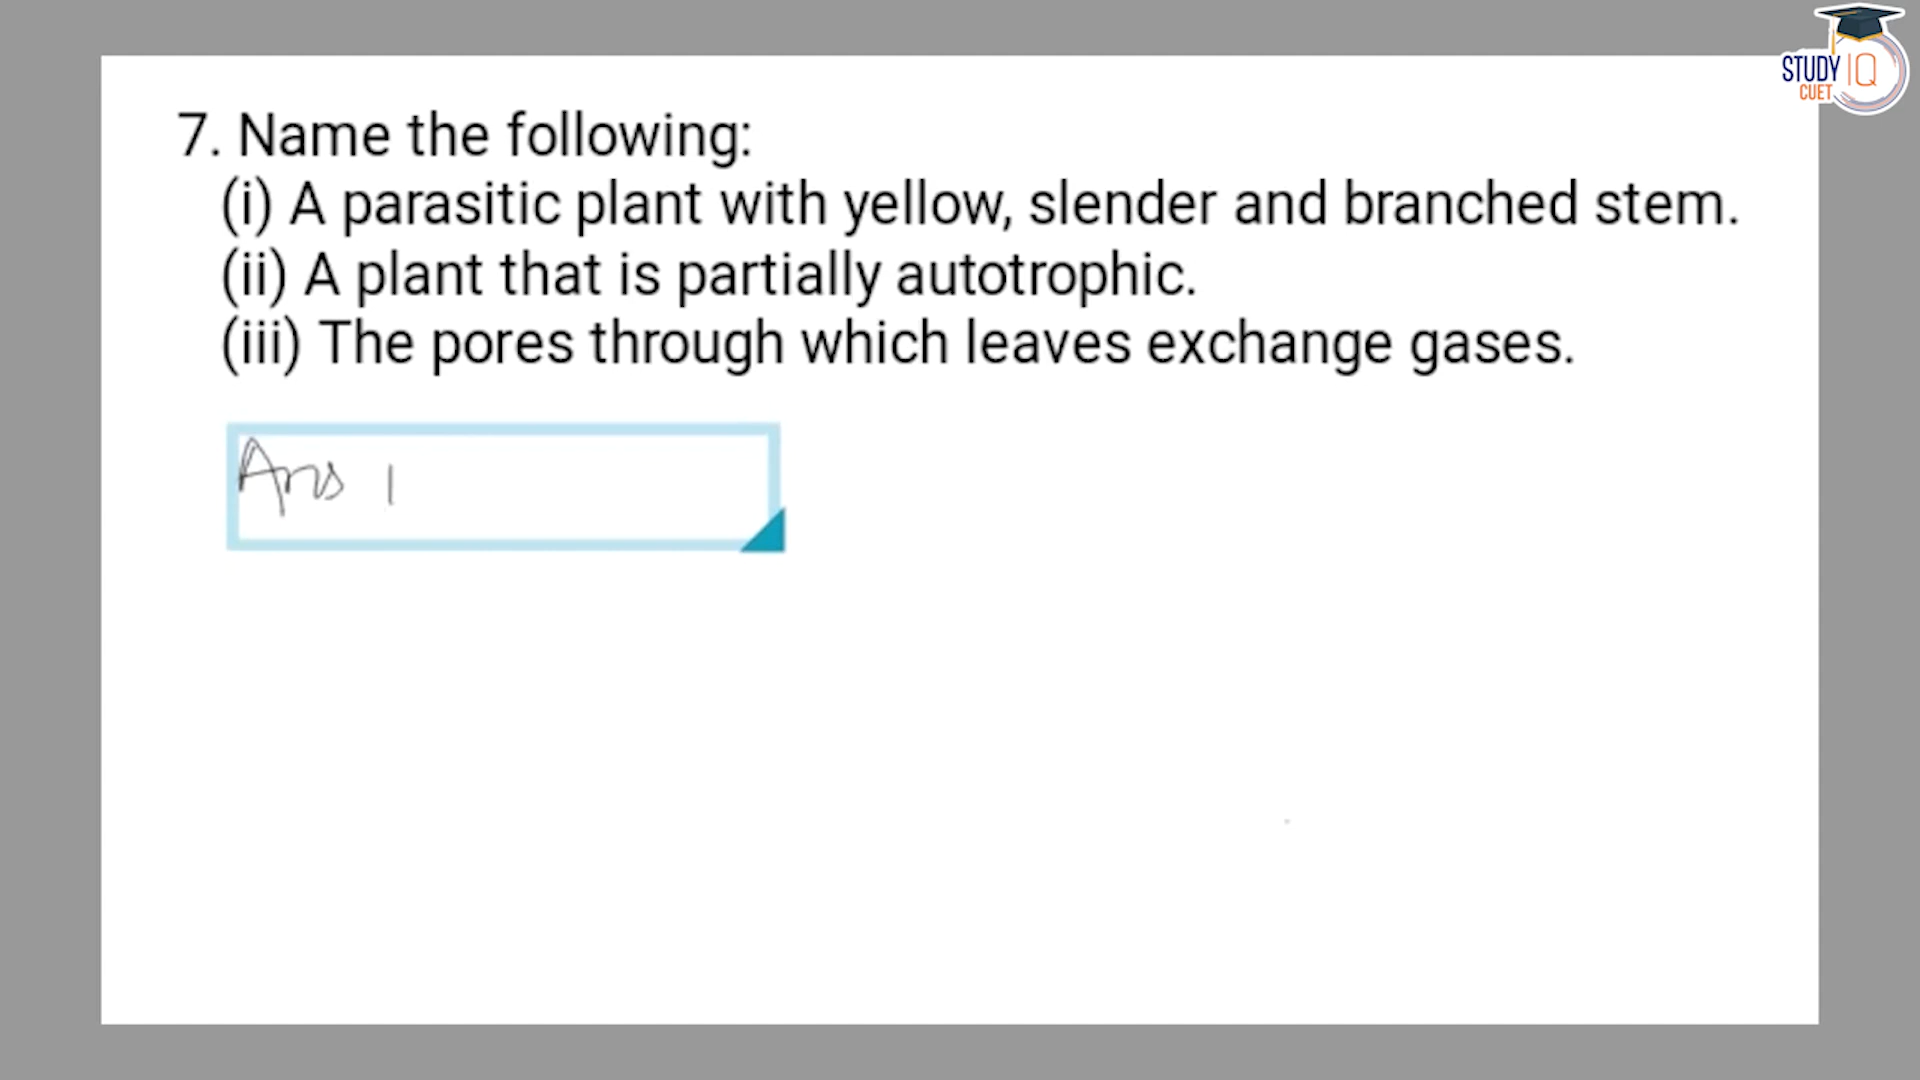 STUDY IQ
CUET
7. Name the following:
(i) A parasitic plant with yellow, slender and branched stem.
(ii) A plant that is partially autotrophic.
(iii) The pores through which leaves exchange gases.
Ans 1